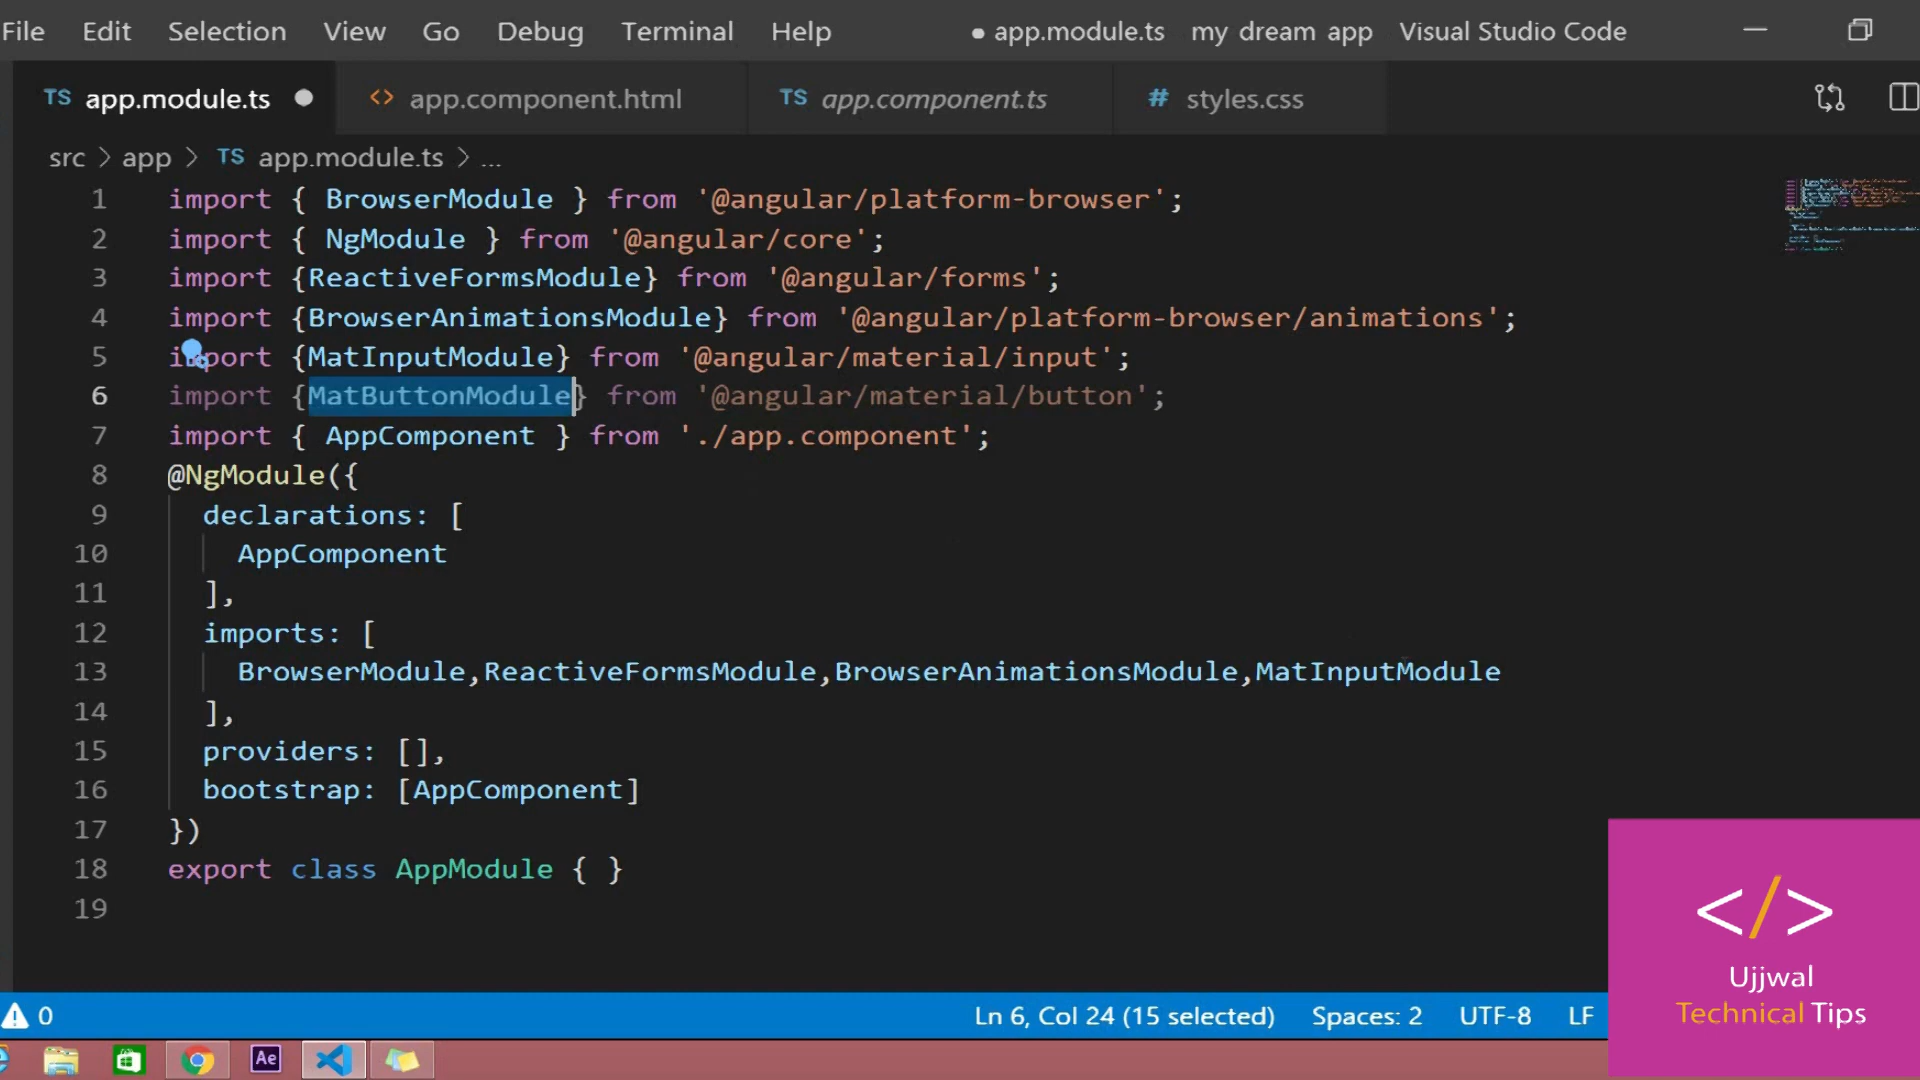 File Edit Selection View Go Debug Terminal Help ● app.module.ts my dream app Visual Studio Code
TS app.module.ts ● <> app.component.html TS app.component.ts # styles.css
src > app > TS app.module.ts > ...
1 import { BrowserModule } from '@angular/platform-browser';
2 import { NgModule } from '@angular/core';
3 import {ReactiveFormsModule} from '@angular/forms';
4 import {BrowserAnimationsModule} from '@angular/platform-browser/animations';
5 import {MatInputModule} from '@angular/material/input';
6 import {MatButtonModule} from '@angular/material/button';
7 import { AppComponent } from './app.component';
8 @NgModule({
9 declarations: [
10 AppComponent
11 ],
12 imports: [
13 BrowserModule,ReactiveFormsModule,BrowserAnimationsModule,MatInputModule
14 ],
15 providers: [],
16 bootstrap: [AppComponent]
17 })
18 export class AppModule { }
19
</>
Ujjwal
Technical Tips
0 Ln 6, Col 24 (15 selected) Spaces: 2 UTF-8 LF
Ae